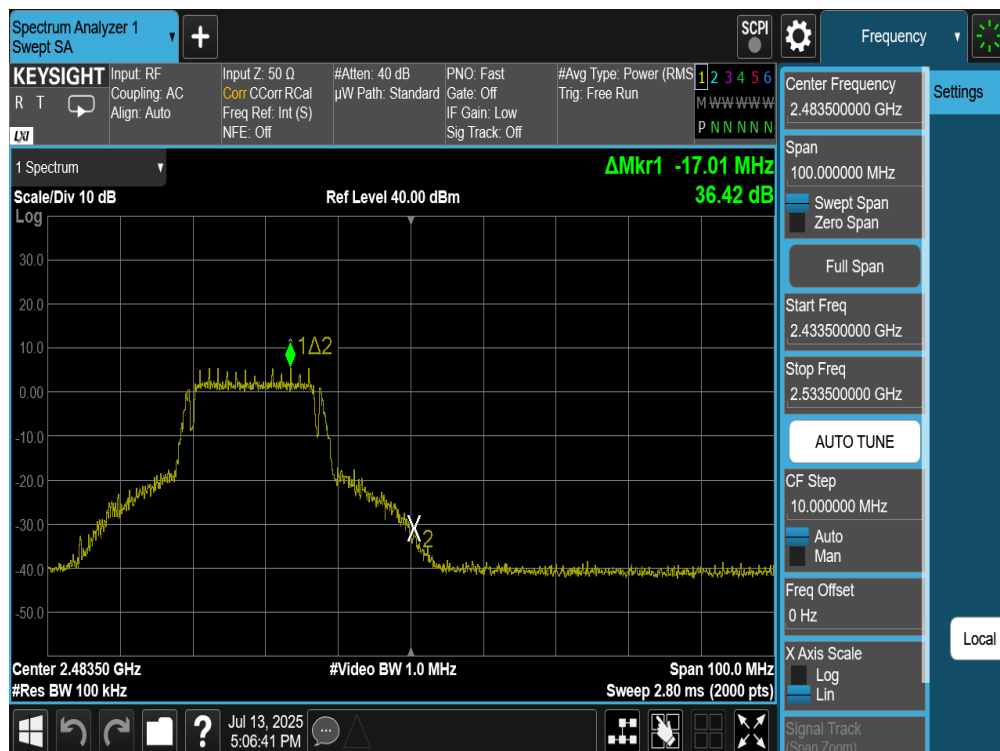 Spectrum Analyzer 1
Swept SA
+
SCPI
Frequency
KEYSIGHT
R T
LXI
Input: RF
Coupling: AC
Align: Auto
Input Z: 50 Ω
Corr CCorr RCal
Freq Ref: Int (S)
NFE: Off
#Atten: 40 dB
µW Path: Standard
PNO: Fast
Gate: Off
IF Gain: Low
Sig Track: Off
#Avg Type: Power (RMS
Trig: Free Run
1 2 3 4 5 6
M W W W W W
P N N N N N
1 Spectrum
Scale/Div 10 dB
Log
Ref Level 40.00 dBm
ΔMkr1 -17.01 MHz
36.42 dB
30.0
20.0
10.0
0.00
-10.0
-20.0
-30.0
-40.0
-50.0
1Δ2
X2
Center 2.48350 GHz
#Res BW 100 kHz
#Video BW 1.0 MHz
Span 100.0 MHz
Sweep 2.80 ms (2000 pts)
Center Frequency
2.483500000 GHz
Span
100.000000 MHz
Swept Span
Zero Span
Full Span
Start Freq
2.433500000 GHz
Stop Freq
2.533500000 GHz
AUTO TUNE
CF Step
10.000000 MHz
Auto
Man
Freq Offset
0 Hz
X Axis Scale
Log
Lin
Signal Track
(Span Zoom)
Settings
Local
?
Jul 13, 2025
5:06:41 PM